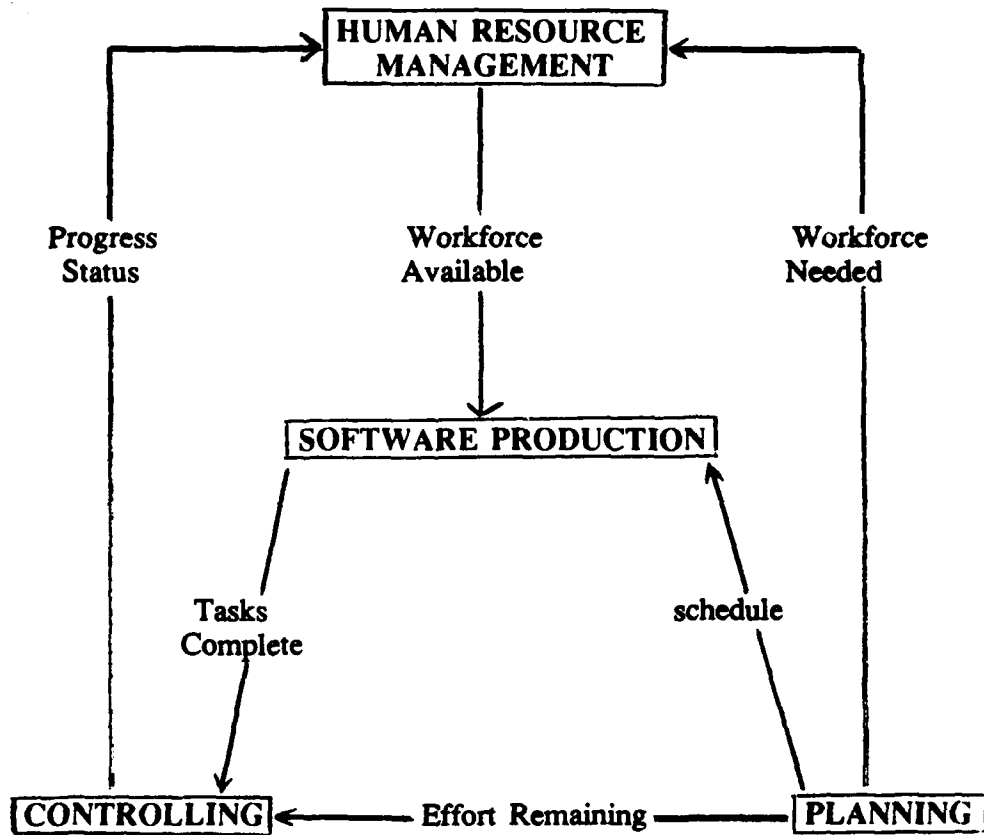 HUMAN RESOURCE
MANAGEMENT
Progress
Status
Workforce
Available
Workforce
Needed
SOFTWARE PRODUCTION
Tasks
Complete
schedule
CONTROLLING
Effort Remaining
PLANNING